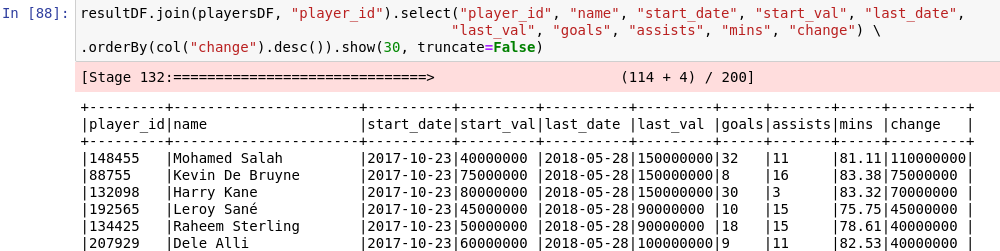 In [88]: resultDF.join(playersDF, "player_id").select("player_id", "name", "start_date", "start_val", "last_date",
"last_val", "goals", "assists", "mins", "change") \
.orderBy(col("change").desc()).show(30, truncate=False)
[Stage 132:==============================>                      (114 + 4) / 200]
+---------+----------------------+----------+---------+----------+---------+-----+-------+-----+---------+
|player_id|name                  |start_date|start_val|last_date |last_val |goals|assists|mins |change   |
+---------+----------------------+----------+---------+----------+---------+-----+-------+-----+---------+
|148455   |Mohamed Salah         |2017-10-23|40000000 |2018-05-28|150000000|32   |11     |81.11|110000000|
|88755    |Kevin De Bruyne       |2017-10-23|75000000 |2018-05-28|150000000|8    |16     |83.38|75000000 |
|132098   |Harry Kane            |2017-10-23|80000000 |2018-05-28|150000000|30   |3      |83.32|70000000 |
|192565   |Leroy Sané            |2017-10-23|45000000 |2018-05-28|90000000 |10   |15     |75.75|45000000 |
|134425   |Raheem Sterling       |2017-10-23|50000000 |2018-05-28|90000000 |18   |15     |78.61|40000000 |
|207929   |Dele Alli             |2017-10-23|60000000 |2018-05-28|100000000|9    |11     |82.53|40000000 |